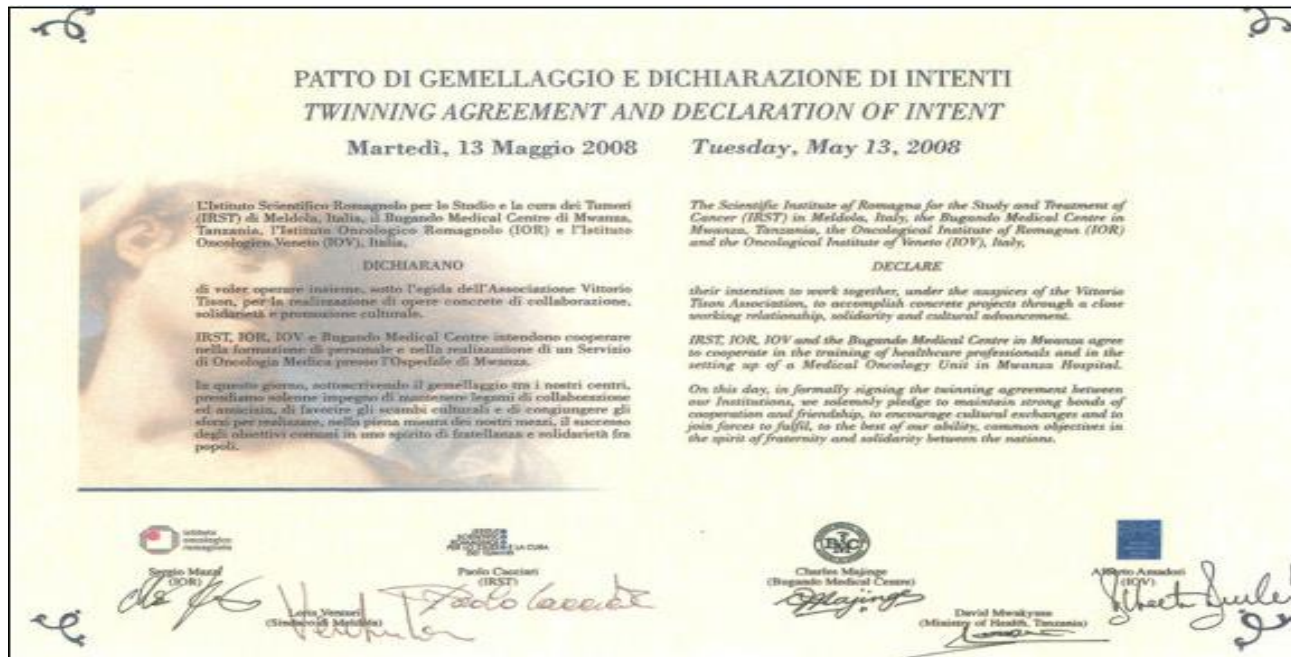 PATTO DI GEMELLAGGIO E DICHIARAZIONE DI INTENTI
TWINNING AGREEMENT AND DECLARATION OF INTENT
Martedì, 13 Maggio 2008
Tuesday, May 13, 2008
L'Istituto Scientifico Romagnolo per lo Studio e la cura dei Tumori
(IRST) di Meldola, Italia, il Bugando Medical Centre di Mwanza,
Tanzania, l'Istituto Oncologico Romagnolo (IOR) e l'Istituto
Oncologico Veneto (IOV), Italia,
DICHIARANO
di voler operare insieme, sotto l'egida dell'Associazione Vittorio
Tison, per la realizzazione di opere concrete di collaborazione,
solidarietà e promozione culturale.
IRST, IOR, IOV e Bugando Medical Centre intendono cooperare
nella formazione di personale e nella realizzazione di un Servizio
di Oncologia Medica presso l'Ospedale di Mwanza.
In questo giorno, sottoscrivendo il gemellaggio tra i nostri centri,
prendiamo solenne impegno di mantenere legami di collaborazione
ed amicizia, di favorire gli scambi culturali e di congiungere gli
sforzi per realizzare, nella piena misura dei nostri mezzi, il successo
degli obiettivi comuni in uno spirito di fratellanza e solidarietà fra
popoli.
The Scientific Institute of Romagna for the Study and Treatment of
Cancer (IRST) in Meldola, Italy, the Bugando Medical Centre in
Mwanza, Tanzania, the Oncological Institute of Romagna (IOR)
and the Oncological Institute of Veneto (IOV), Italy,
DECLARE
their intention to work together, under the auspices of the Vittorio
Tison Association, to accomplish concrete projects through a close
working relationship, solidarity and cultural advancement.
IRST, IOR, IOV and the Bugando Medical Centre in Mwanza agree
to cooperate in the training of healthcare professionals and in the
setting up of a Medical Oncology Unit in Mwanza Hospital.
On this day, in formally signing the twinning agreement between
our Institutions, we solemnly pledge to maintain strong bonds of
cooperation and friendship, to encourage cultural exchanges and to
join forces to fulfil, to the best of our ability, common objectives in
the spirit of fraternity and solidarity between the nations.
istituto
oncologico
romagnolo
Sergio Mazzi
(IOR)
Loris Venturi
(Sindaco di Meldola)
ISTITUTO
SCIENTIFICO
ROMAGNOLO
PER LO STUDIO E LA CURA
DEI TUMORI
Paolo Cacciari
(IRST)
Charles Majinge
(Bugando Medical Centre)
David Mwakyusa
(Ministry of Health, Tanzania)
Alberto Amadori
(IOV)